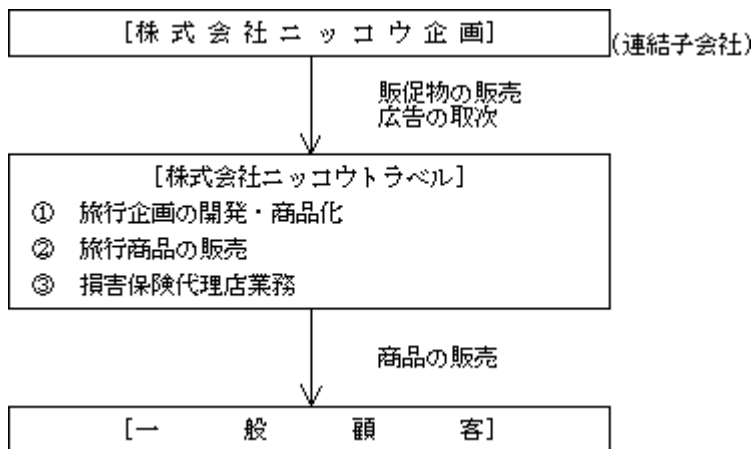 [株式会社ニッコウ企画]
(連結子会社)
販促物の販売
広告の取次
[株式会社ニッコウトラベル]
① 旅行企画の開発・商品化
② 旅行商品の販売
③ 損害保険代理店業務
商品の販売
[一般顧客]